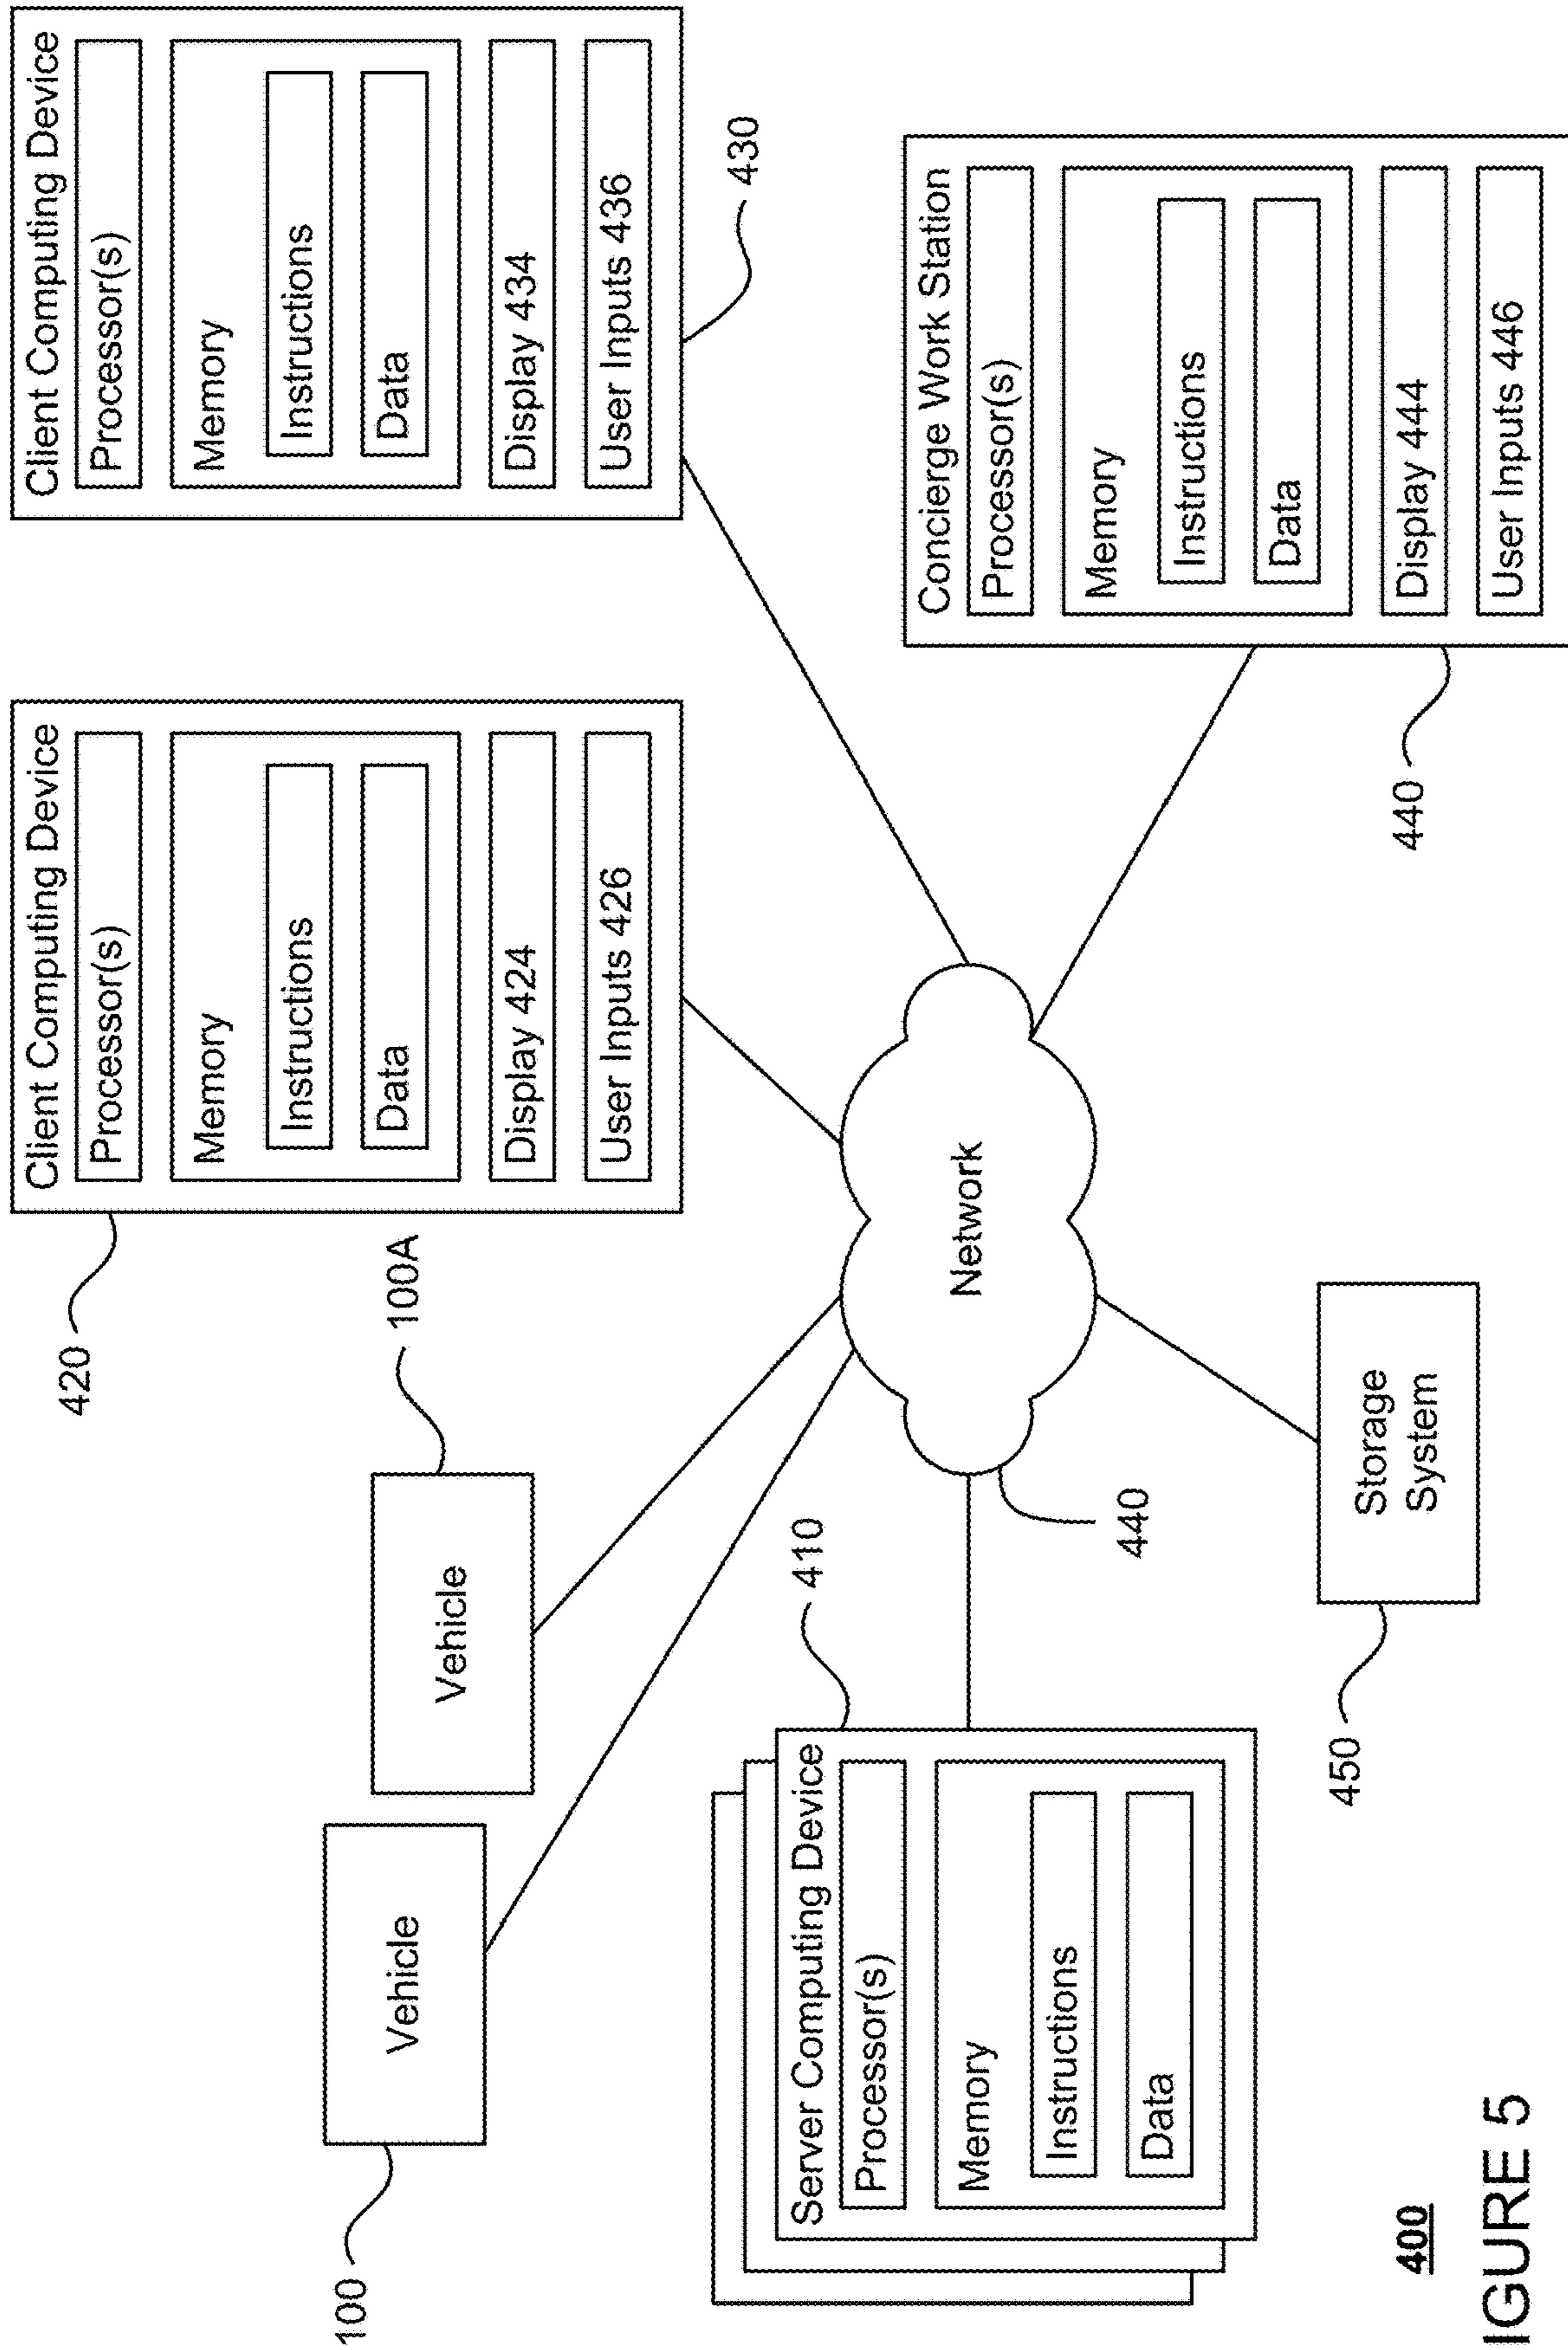 Client Computing Device
Processor(s)
Memory
Instructions
Data
Display 424
User Inputs 426
420
Client Computing Device
Processor(s)
Memory
Instructions
Data
Display 434
User Inputs 436
430
100A
Vehicle
Vehicle
100
Server Computing Device
Processor(s)
Memory
Instructions
Data
410
Network
440
Concierge Work Station
Processor(s)
Memory
Instructions
Data
Display 444
User Inputs 446
440
Storage
System
450
400
IGURE 5